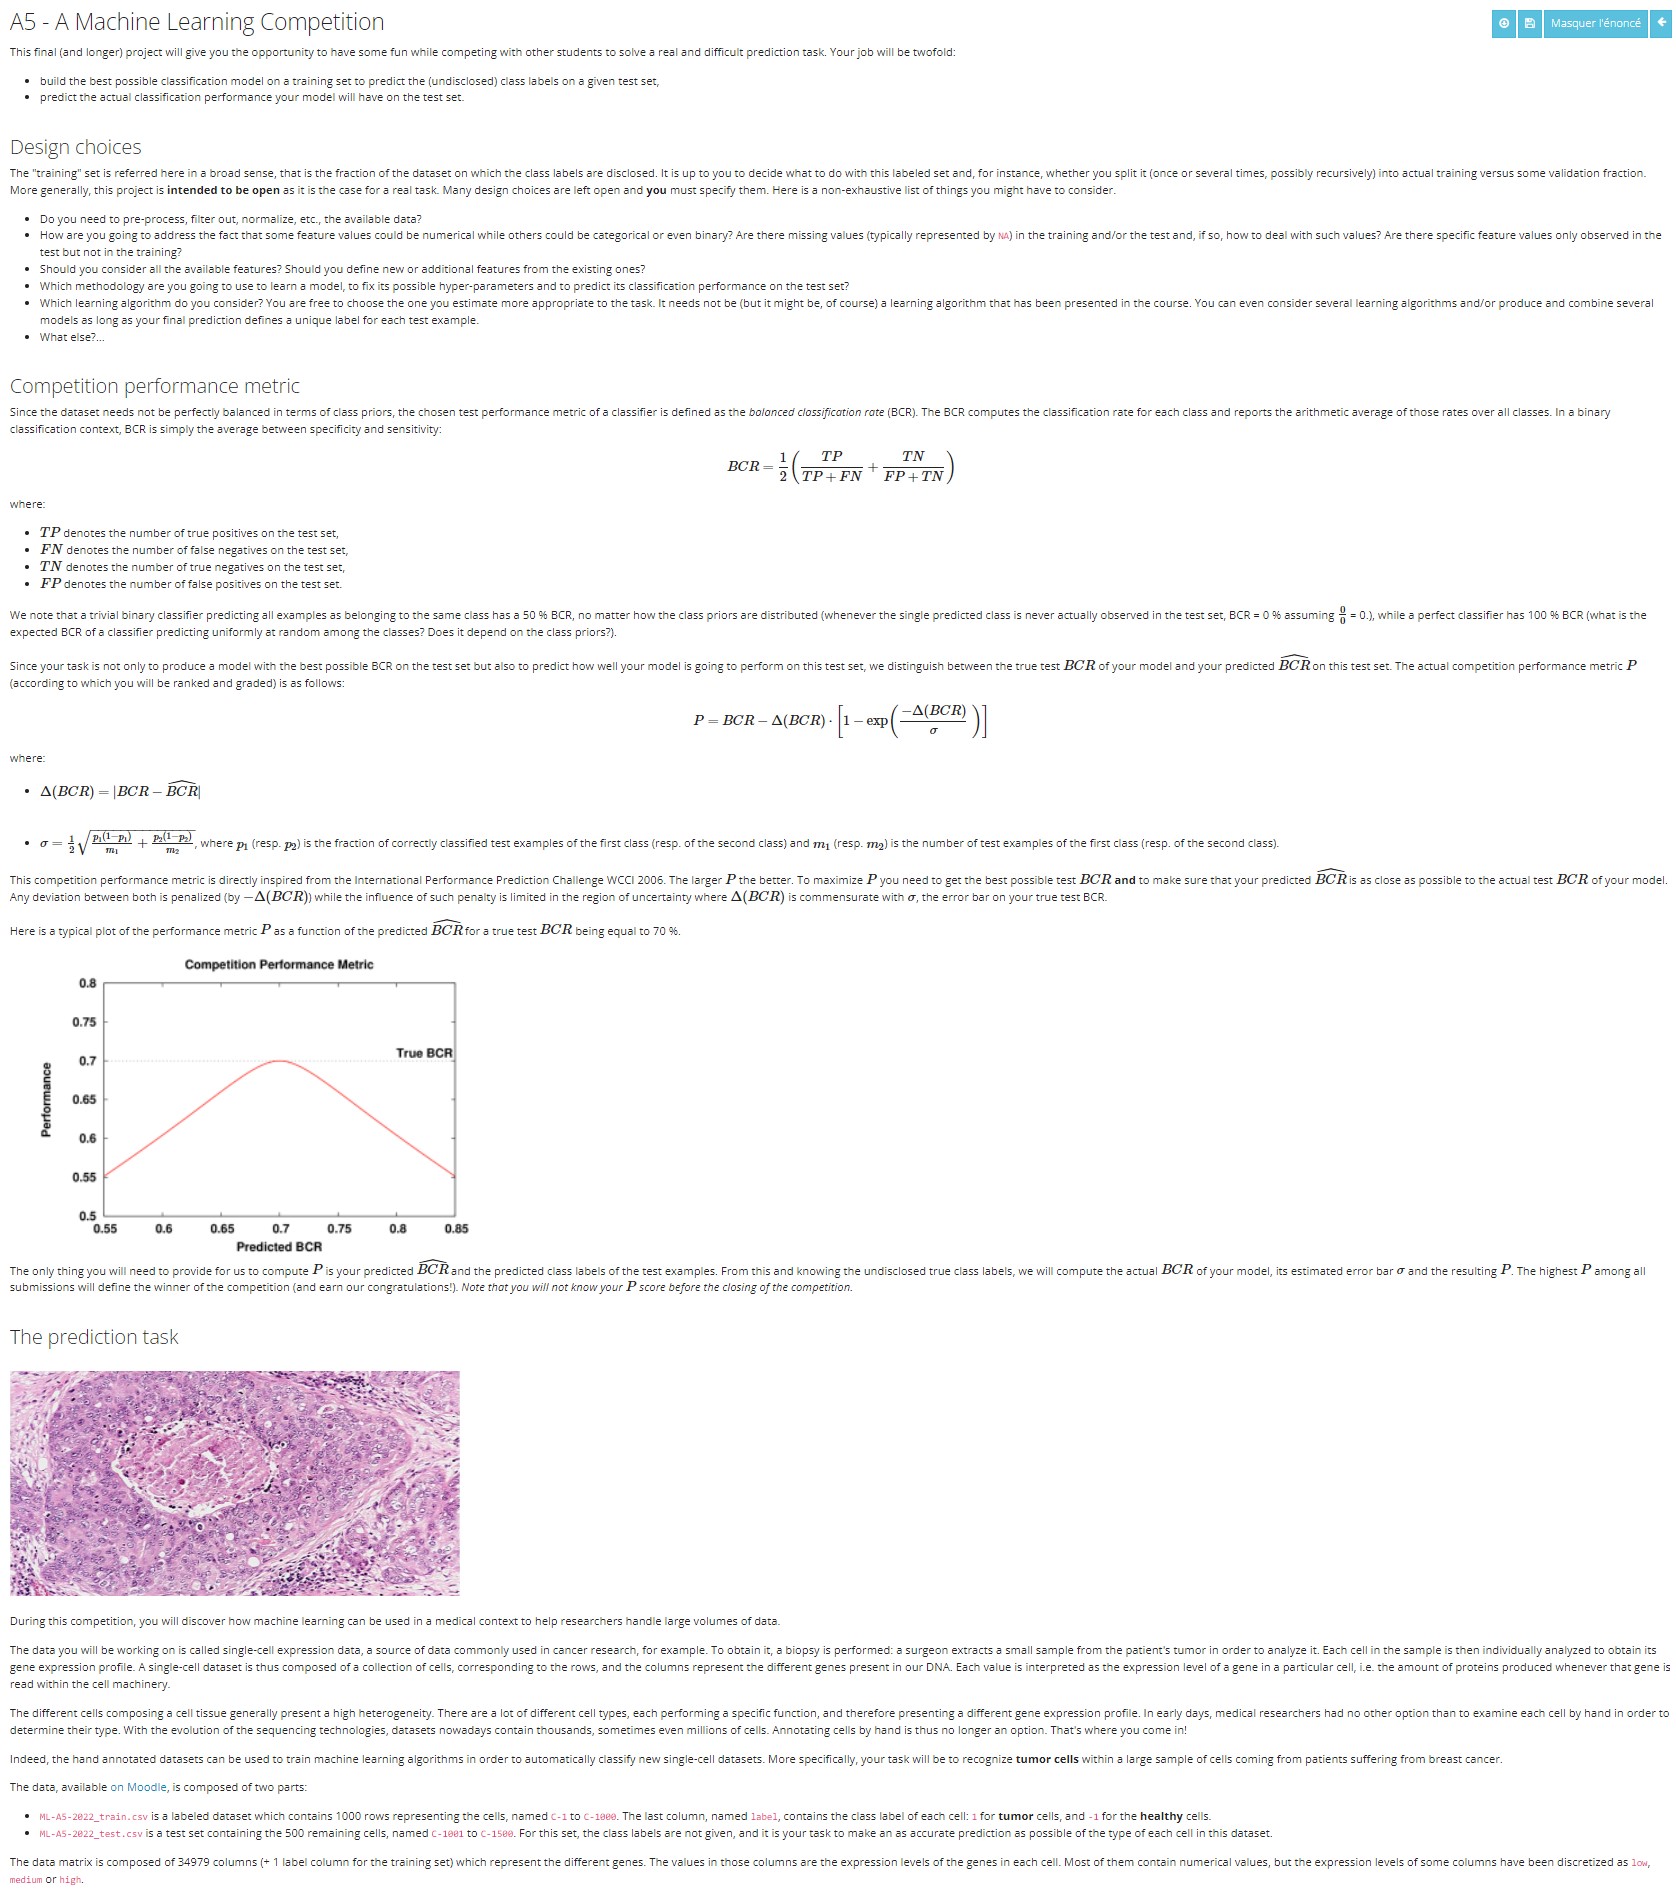 A5 - A Machine Learning Competition
Masquer l'énoncé
This final (and longer) project will give you the opportunity to have some fun while competing with other students to solve a real and difficult prediction task. Your job will be twofold:
• build the best possible classification model on a training set to predict the (undisclosed) class labels on a given test set,
• predict the actual classification performance your model will have on the test set.
Design choices
The "training" set is referred here in a broad sense, that is the fraction of the dataset on which the class labels are disclosed. It is up to you to decide what to do with this labeled set and, for instance, whether you split it (once or several times, possibly recursively) into actual training versus some validation fraction.
More generally, this project is intended to be open as it is the case for a real task. Many design choices are left open and you must specify them. Here is a non-exhaustive list of things you might have to consider.
• Do you need to pre-process, filter out, normalize, etc., the available data?
• How are you going to address the fact that some feature values could be numerical while others could be categorical or even binary? Are there missing values (typically represented by NA) in the training and/or the test and, if so, how to deal with such values? Are there specific feature values only observed in the
test but not in the training?
• Should you consider all the available features? Should you define new or additional features from the existing ones?
• Which methodology are you going to use to learn a model, to fix its possible hyper-parameters and to predict its classification performance on the test set?
• Which learning algorithm do you consider? You are free to choose the one you estimate more appropriate to the task. It needs not be (but it might be, of course) a learning algorithm that has been presented in the course. You can even consider several learning algorithms and/or produce and combine several
models as long as your final prediction defines a unique label for each test example.
• What else?...
Competition performance metric
Since the dataset needs not be perfectly balanced in terms of class priors, the chosen test performance metric of a classifier is defined as the balanced classification rate (BCR). The BCR computes the classification rate for each class and reports the arithmetic average of those rates over all classes. In a binary
classification context, BCR is simply the average between specificity and sensitivity:
BCR = 1/2 ( TP/(TP + FN) + TN/(FP + TN) )
where:
• TP denotes the number of true positives on the test set,
• FN denotes the number of false negatives on the test set,
• TN denotes the number of true negatives on the test set,
• FP denotes the number of false positives on the test set.
We note that a trivial binary classifier predicting all examples as belonging to the same class has a 50 % BCR, no matter how the class priors are distributed (whenever the single predicted class is never actually observed in the test set, BCR = 0 % assuming 0/0 = 0.), while a perfect classifier has 100 % BCR (what is the
expected BCR of a classifier predicting uniformly at random among the classes? Does it depend on the class priors?).
Since your task is not only to produce a model with the best possible BCR on the test set but also to predict how well your model is going to perform on this test set, we distinguish between the true test BCR of your model and your predicted B͡CR on this test set. The actual competition performance metric P
(according to which you will be ranked and graded) is as follows:
P = BCR − Δ(BCR) · [1 − exp(−Δ(BCR)/σ)]
where:
• Δ(BCR) = |BCR − B͡CR|
• σ = 1/2 √(p₁(1−p₁)/m₁ + p₂(1−p₂)/m₂), where p₁ (resp. p₂) is the fraction of correctly classified test examples of the first class (resp. of the second class) and m₁ (resp. m₂) is the number of test examples of the first class (resp. of the second class).
This competition performance metric is directly inspired from the International Performance Prediction Challenge WCCI 2006. The larger P the better. To maximize P you need to get the best possible test BCR and to make sure that your predicted B͡CR is as close as possible to the actual test BCR of your model.
Any deviation between both is penalized (by −Δ(BCR)) while the influence of such penalty is limited in the region of uncertainty where Δ(BCR) is commensurate with σ, the error bar on your true test BCR.
Here is a typical plot of the performance metric P as a function of the predicted B͡CR for a true test BCR being equal to 70 %.
Competition Performance Metric
0.8
0.75
0.7
0.65
0.6
0.55
0.5
Performance
True BCR
0.55 0.6 0.65 0.7 0.75 0.8 0.85
Predicted BCR
The only thing you will need to provide for us to compute P is your predicted B͡CR and the predicted class labels of the test examples. From this and knowing the undisclosed true class labels, we will compute the actual BCR of your model, its estimated error bar σ and the resulting P. The highest P among all
submissions will define the winner of the competition (and earn our congratulations!). Note that you will not know your P score before the closing of the competition.
The prediction task
During this competition, you will discover how machine learning can be used in a medical context to help researchers handle large volumes of data.
The data you will be working on is called single-cell expression data, a source of data commonly used in cancer research, for example. To obtain it, a biopsy is performed: a surgeon extracts a small sample from the patient's tumor in order to analyze it. Each cell in the sample is then individually analyzed to obtain its
gene expression profile. A single-cell dataset is thus composed of a collection of cells, corresponding to the rows, and the columns represent the different genes present in our DNA. Each value is interpreted as the expression level of a gene in a particular cell, i.e. the amount of proteins produced whenever that gene is
read within the cell machinery.
The different cells composing a cell tissue generally present a high heterogeneity. There are a lot of different cell types, each performing a specific function, and therefore presenting a different gene expression profile. In early days, medical researchers had no other option than to examine each cell by hand in order to
determine their type. With the evolution of the sequencing technologies, datasets nowadays contain thousands, sometimes even millions of cells. Annotating cells by hand is thus no longer an option. That's where you come in!
Indeed, the hand annotated datasets can be used to train machine learning algorithms in order to automatically classify new single-cell datasets. More specifically, your task will be to recognize tumor cells within a large sample of cells coming from patients suffering from breast cancer.
The data, available on Moodle, is composed of two parts:
• ML-A5-2022_train.csv is a labeled dataset which contains 1000 rows representing the cells, named C-1 to C-1000. The last column, named label, contains the class label of each cell: 1 for tumor cells, and -1 for the healthy cells.
• ML-A5-2022_test.csv is a test set containing the 500 remaining cells, named C-1001 to C-1500. For this set, the class labels are not given, and it is your task to make an as accurate prediction as possible of the type of each cell in this dataset.
The data matrix is composed of 34979 columns (+ 1 label column for the training set) which represent the different genes. The values in those columns are the expression levels of the genes in each cell. Most of them contain numerical values, but the expression levels of some columns have been discretized as low,
medium or high.